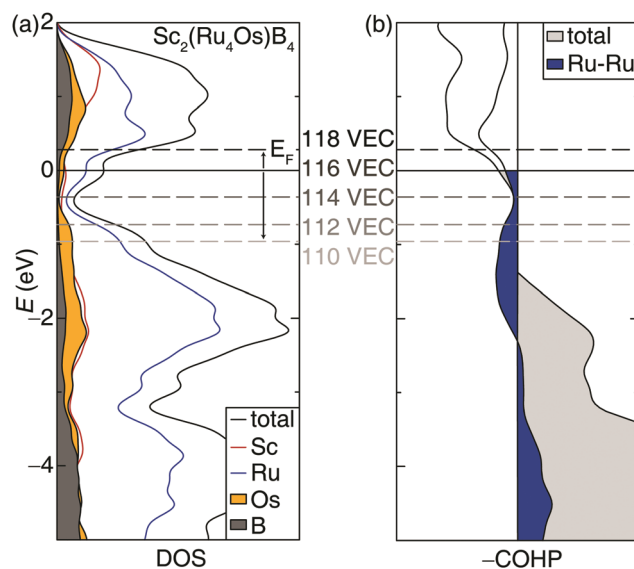 (a)
Sc₂(Ru₄Os)B₄
(b)
2
0
−2
−4
E (eV)
E_F
118 VEC
116 VEC
114 VEC
112 VEC
110 VEC
total
Sc
Ru
Os
B
DOS
total
Ru-Ru
−COHP